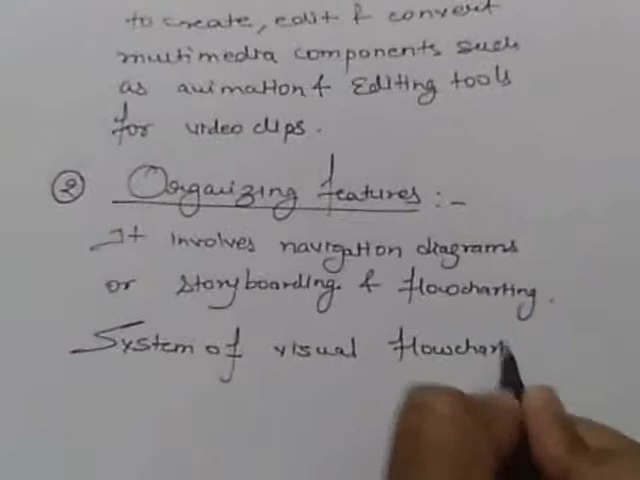 to create, edit & convert
multimedia components such
as animation & Editing tools
for video clips.
② Organizing features :-
It involves navigation diagrams
or storyboarding & flowcharting.
System of visual flowchar